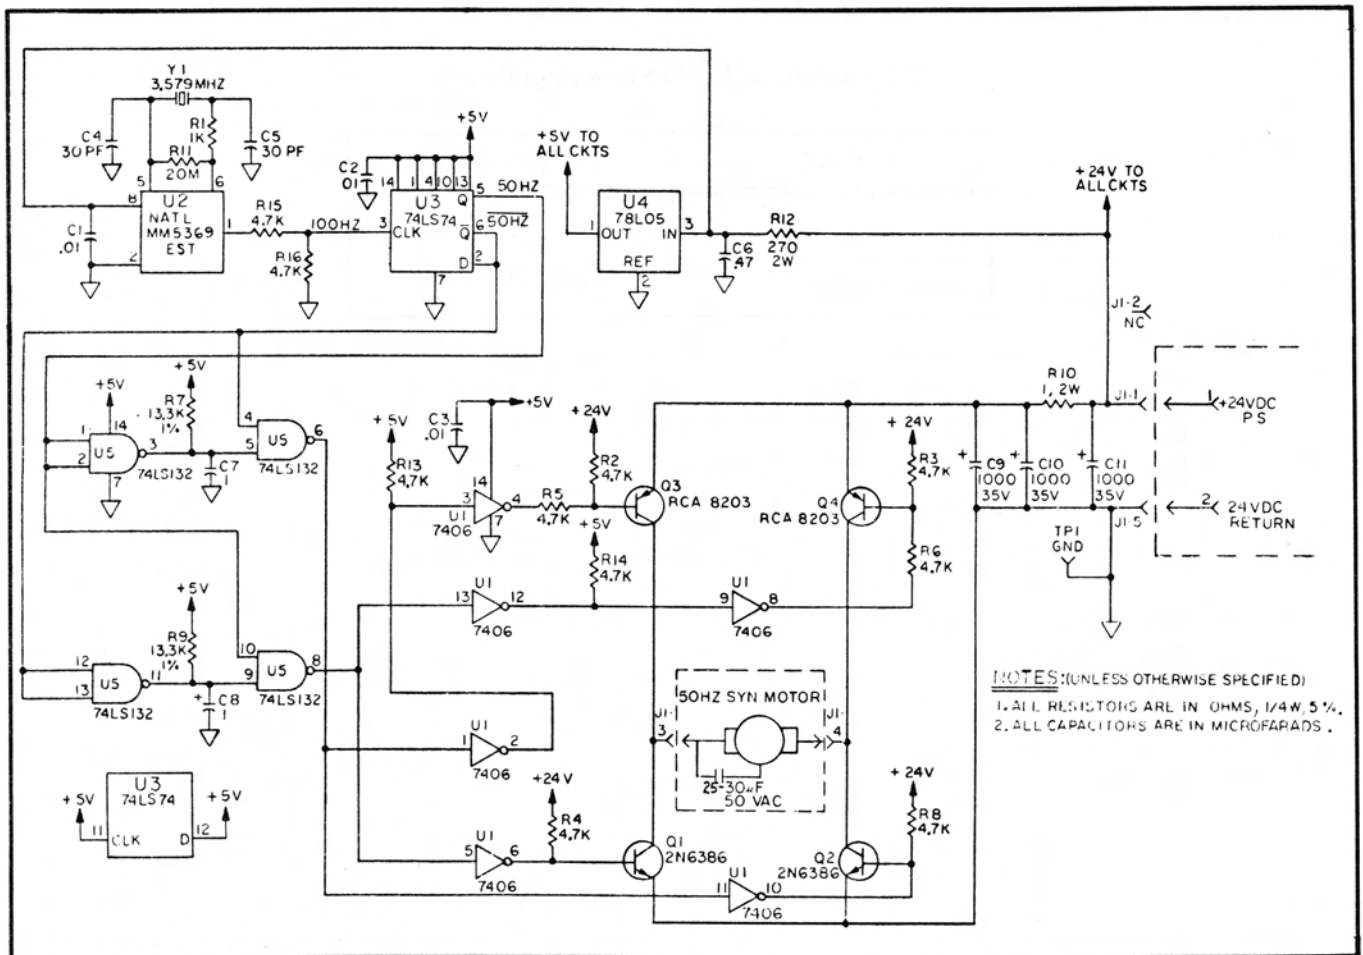 Y1
3.579MHZ
C4
30 PF
R1
1K
C5
30 PF
R11
20M
5
6
8
U2
NATL
MM5369
EST
1
2
C1
.01
R15
4.7K
R16
4.7K
100HZ
+5V
C2
.01
14
1
4
10
13
5
50HZ
U3
74LS74
Q
3
CLK
Q
6
50HZ
D
2
7
+5V TO
ALL CKTS
U4
78L05
1
OUT
IN
3
REF
2
C6
.47
R12
270
2W
+24V TO
ALL CKTS
J1-2
NC
R10
1, 2W
J1-1
1
+24VDC
PS
2
24VDC
RETURN
J1-5
TP1
GND
C9
1000
35V
C10
1000
35V
C11
1000
35V
+
+
+
+5V
+5V
R7
13.3K
1%
14
1
2
U5
3
74LS132
7
C7
1
4
5
U5
6
74LS132
+5V
R13
4.7K
C3
.01
+5V
14
3
4
U1
7406
7
R5
4.7K
+24V
R2
4.7K
Q3
RCA 8203
+5V
R14
4.7K
+24V
R3
4.7K
Q4
RCA 8203
R6
4.7K
13
U1
12
7406
9
U1
8
7406
+5V
R9
13.3K
1%
12
13
U5
11
74LS132
+
C8
1
10
9
U5
8
74LS132
1
U1
2
7406
50HZ SYN MOTOR
J1-
3
J1-
4
25-30µF
50 VAC
NOTES:(UNLESS OTHERWISE SPECIFIED)
1. ALL RESISTORS ARE IN OHMS, 1/4W, 5%.
2. ALL CAPACITORS ARE IN MICROFARADS.
U3
74LS74
+5V
11
CLK
D
12
+5V
5
U1
6
7406
+24V
R4
4.7K
Q1
2N6386
11
U1
10
7406
Q2
2N6386
+24V
R8
4.7K